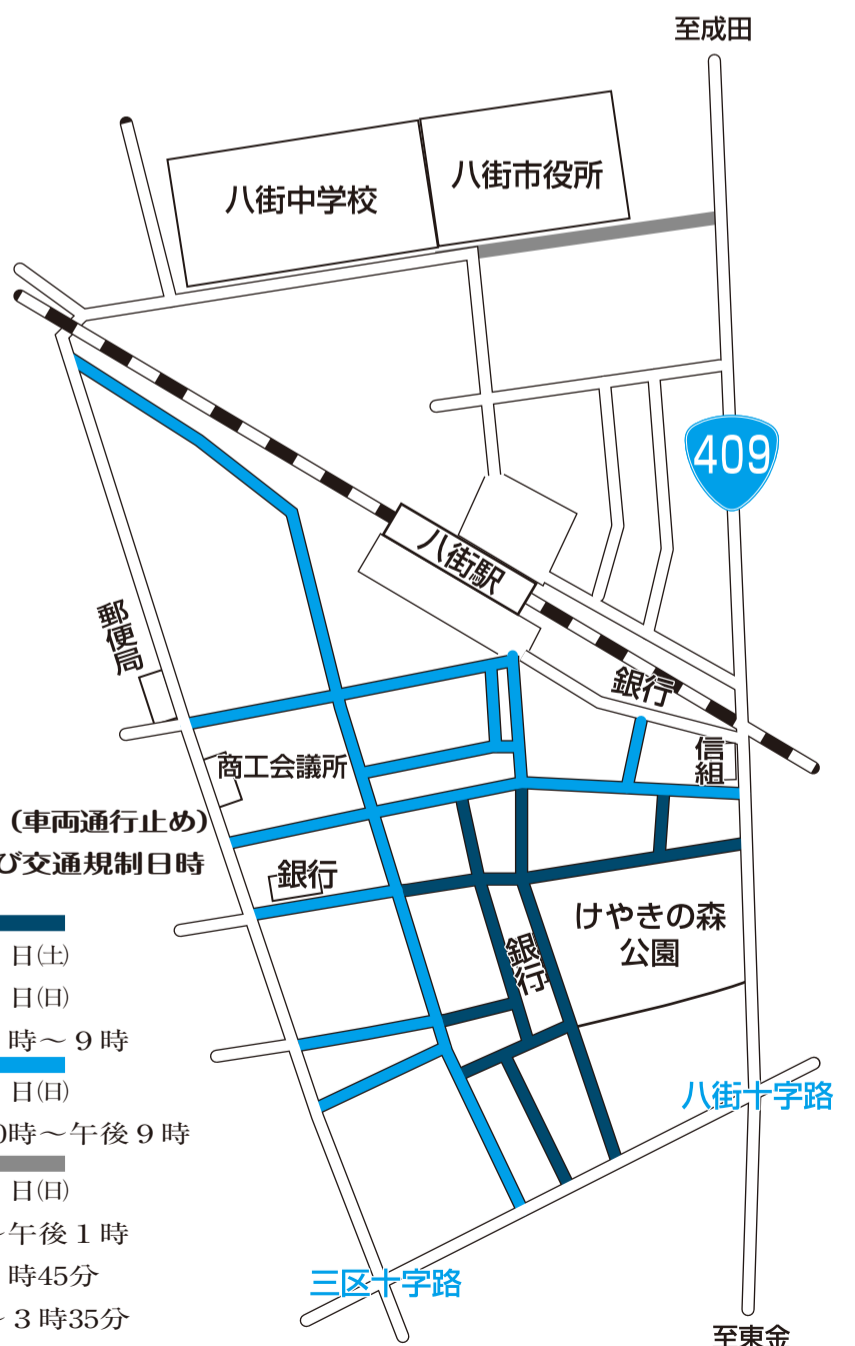 至成田
八街中学校
八街市役所
409
八街駅
郵便局
銀行
信組
商工会議所
(車両通行止め)
び交通規制日時
銀行
けやきの森
公園
銀行
日(土)
日(日)
時～9時
日(日)
0時～午後9時
日(日)
～午後1時
時45分
～3時35分
八街十字路
三区十字路
至東金